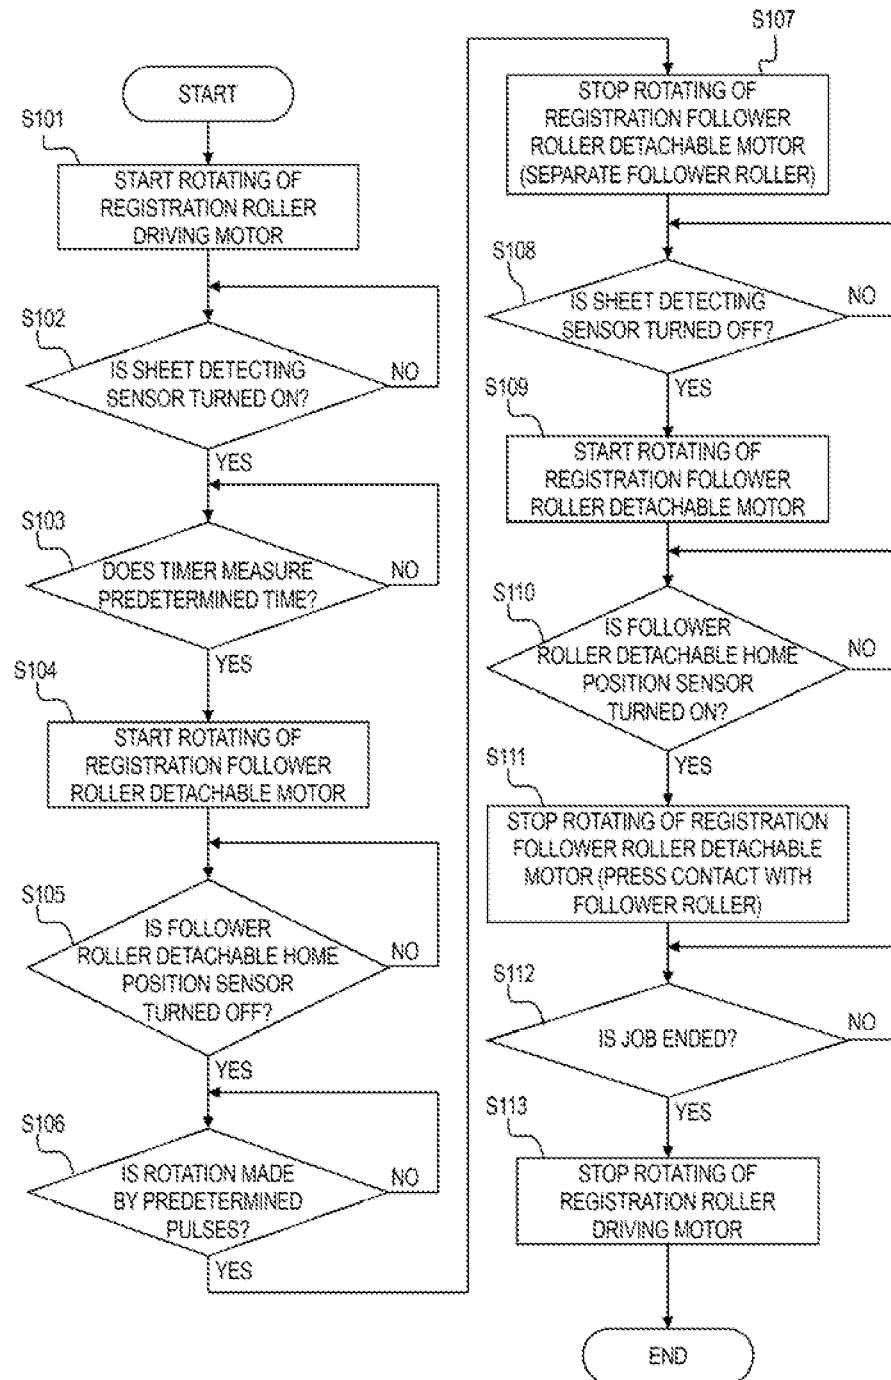 START
S101
START ROTATING OF
REGISTRATION ROLLER
DRIVING MOTOR
S102
IS SHEET DETECTING
SENSOR TURNED ON?
NO
YES
S103
DOES TIMER MEASURE
PREDETERMINED TIME?
NO
YES
S104
START ROTATING OF
REGISTRATION FOLLOWER
ROLLER DETACHABLE MOTOR
S105
IS FOLLOWER
ROLLER DETACHABLE HOME
POSITION SENSOR
TURNED OFF?
NO
YES
S106
IS ROTATION MADE
BY PREDETERMINED
PULSES?
NO
YES
S107
STOP ROTATING OF
REGISTRATION FOLLOWER
ROLLER DETACHABLE MOTOR
(SEPARATE FOLLOWER ROLLER)
S108
IS SHEET DETECTING
SENSOR TURNED OFF?
NO
YES
S109
START ROTATING OF
REGISTRATION FOLLOWER
ROLLER DETACHABLE MOTOR
S110
IS FOLLOWER
ROLLER DETACHABLE HOME
POSITION SENSOR
TURNED ON?
NO
YES
S111
STOP ROTATING OF REGISTRATION
FOLLOWER ROLLER DETACHABLE
MOTOR (PRESS CONTACT WITH
FOLLOWER ROLLER)
S112
IS JOB ENDED?
NO
YES
S113
STOP ROTATING OF
REGISTRATION ROLLER
DRIVING MOTOR
END